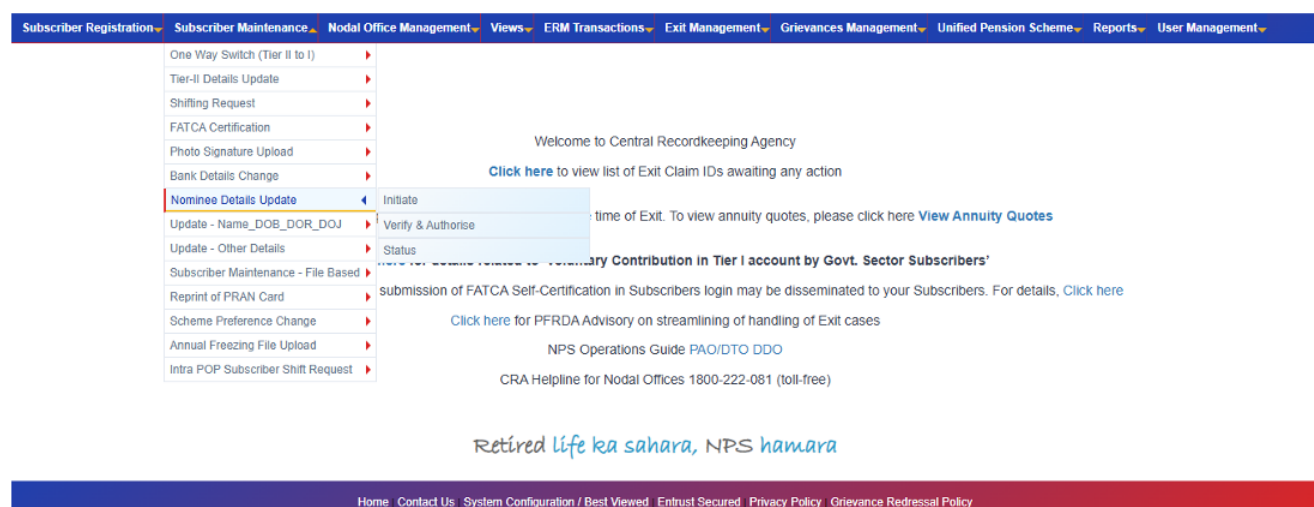 Subscriber Registration Subscriber Maintenance Nodal Office Management Views ERM Transactions Exit Management Grievances Management Unified Pension Scheme Reports User Management
One Way Switch (Tier II to I)
Tier-II Details Update
Shifting Request
FATCA Certification
Photo Signature Upload
Bank Details Change
Nominee Details Update
Update - Name_DOB_DOR_DOJ
Update - Other Details
Subscriber Maintenance - File Based
Reprint of PRAN Card
Scheme Preference Change
Annual Freezing File Upload
Intra POP Subscriber Shift Request
Initiate
Verify & Authorise
Status
Welcome to Central Recordkeeping Agency
Click here to view list of Exit Claim IDs awaiting any action
time of Exit. To view annuity quotes, please click here View Annuity Quotes
here for details related to 'Voluntary Contribution in Tier I account by Govt. Sector Subscribers'
submission of FATCA Self-Certification in Subscribers login may be disseminated to your Subscribers. For details, Click here
Click here for PFRDA Advisory on streamlining of handling of Exit cases
NPS Operations Guide PAO/DTO DDO
CRA Helpline for Nodal Offices 1800-222-081 (toll-free)
Retired life ka sahara, NPS hamara
Home | Contact Us | System Configuration / Best Viewed | Entrust Secured | Privacy Policy | Grievance Redressal Policy